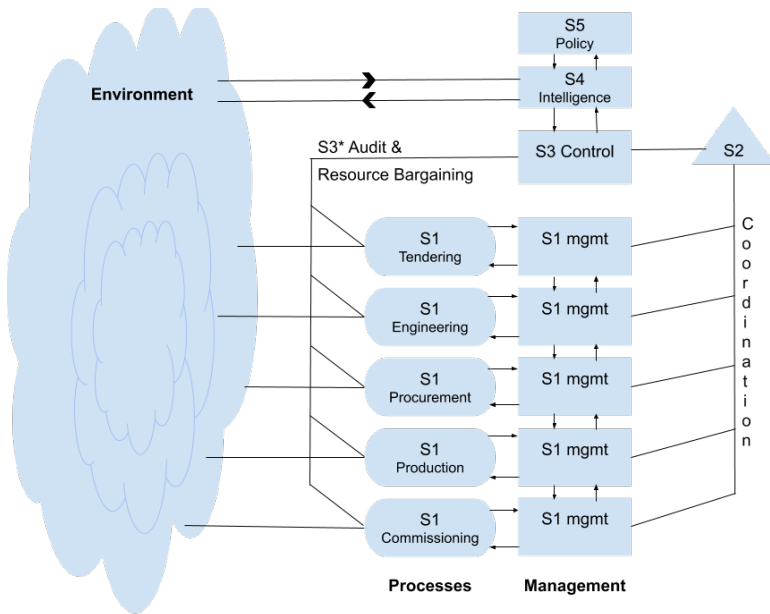 S5
Policy
Environment
S4
Intelligence
S3* Audit &
Resource Bargaining
S3 Control
S2
Coordination
S1
Tendering
S1 mgmt
S1
Engineering
S1 mgmt
S1
Procurement
S1 mgmt
S1
Production
S1 mgmt
S1
Commissioning
S1 mgmt
Processes
Management